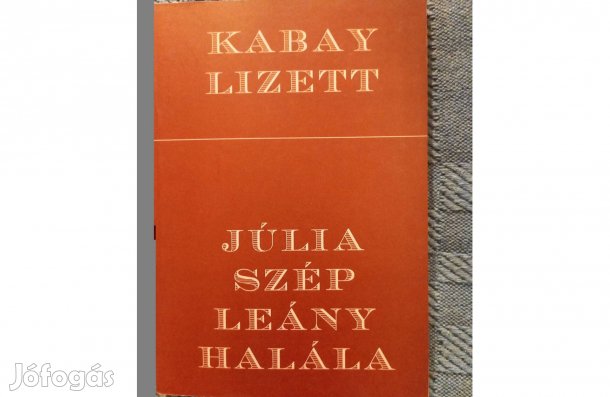 KABAY
LIZETT
JÚLIA
SZÉP
LEÁNY
HALÁLA
Jófogás